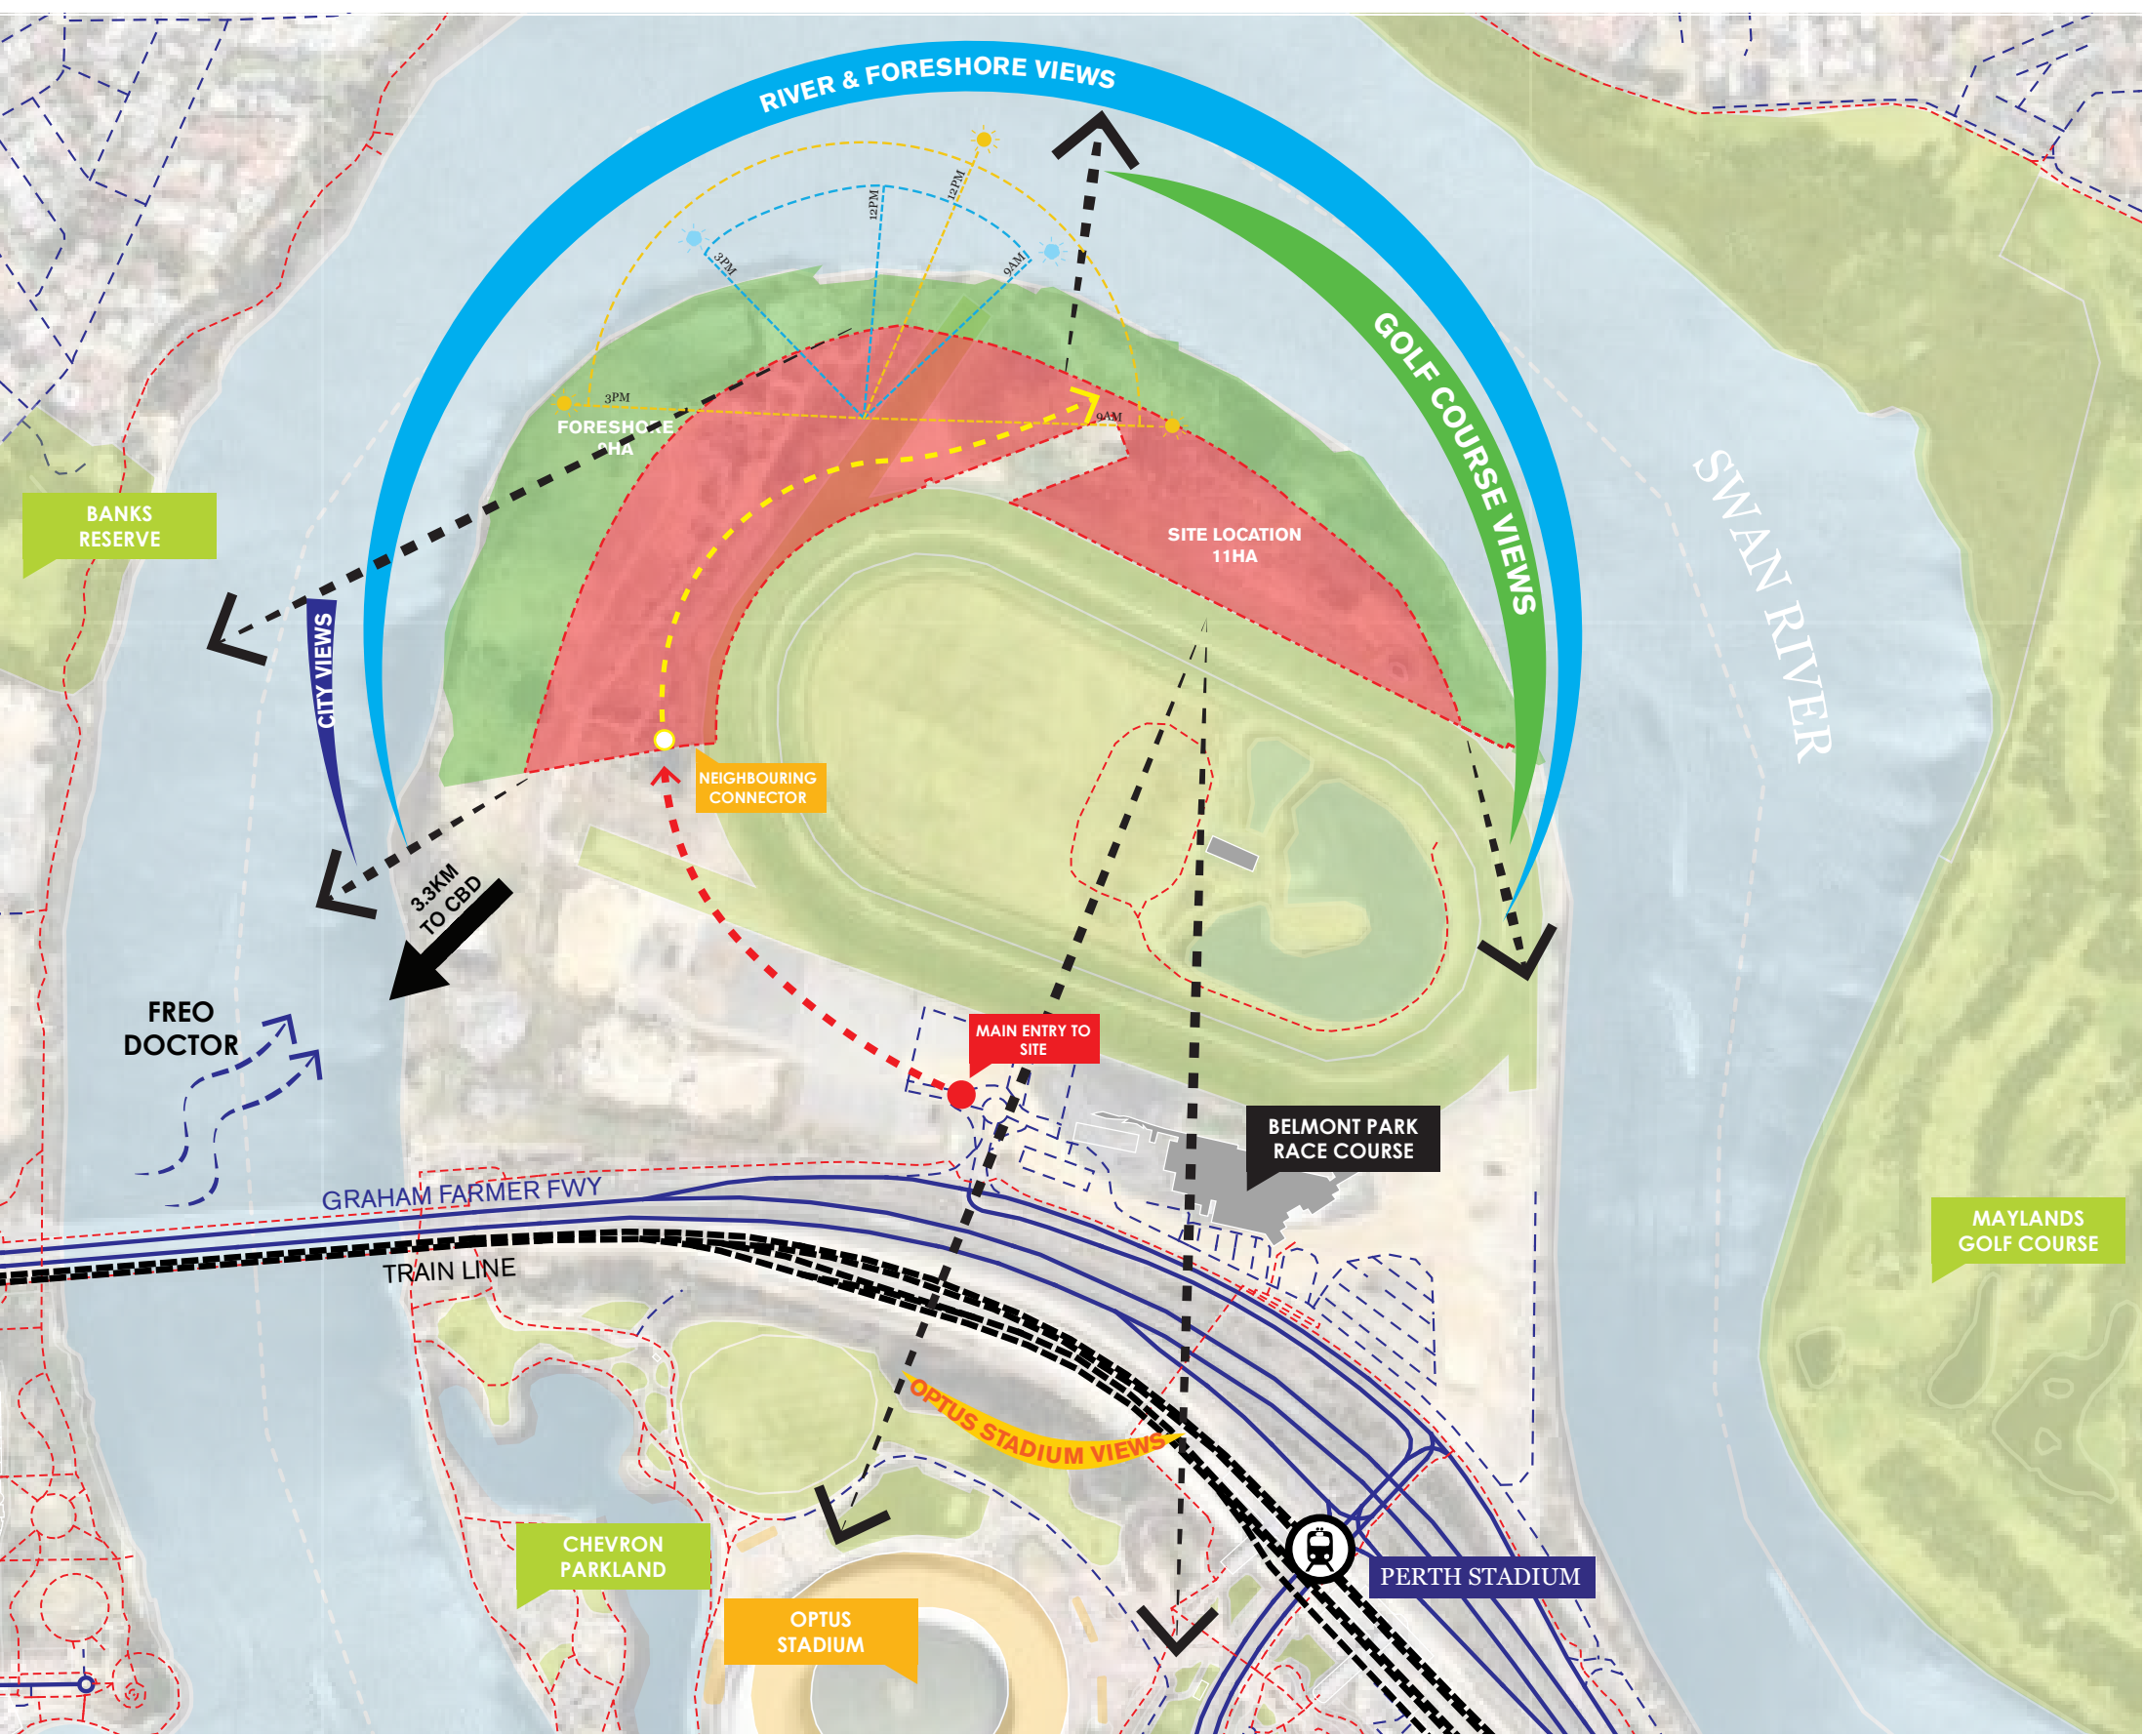 RIVER & FORESHORE VIEWS
12PM
12PM
3PM
9AM
3PM
9AM
FORESHORE
9HA
GOLF COURSE VIEWS
SWAN RIVER
BANKS
RESERVE
SITE LOCATION
11HA
CITY VIEWS
NEIGHBOURING
CONNECTOR
3.3KM
TO CBD
FREO
DOCTOR
MAIN ENTRY TO
SITE
BELMONT PARK
RACE COURSE
GRAHAM FARMER FWY
TRAIN LINE
MAYLANDS
GOLF COURSE
OPTUS STADIUM VIEWS
CHEVRON
PARKLAND
PERTH STADIUM
OPTUS
STADIUM